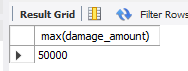 Result Grid Filter Rows
max(damage_amount)
50000